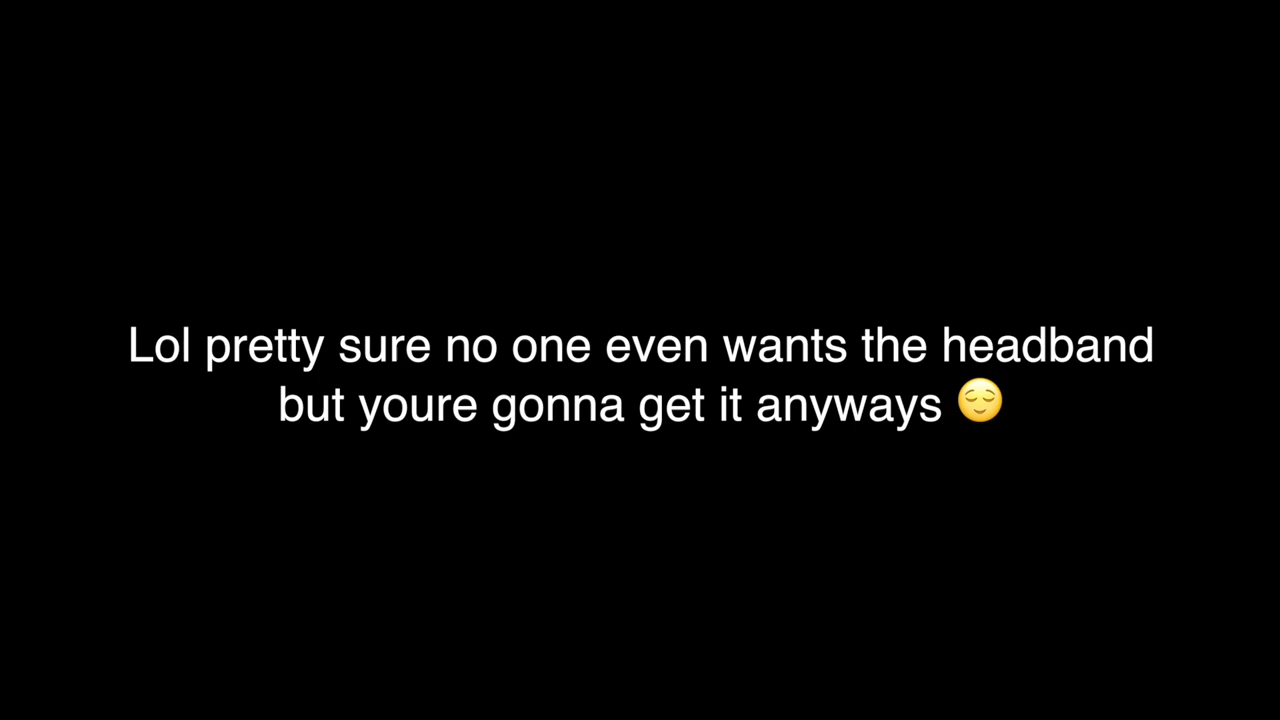 Lol pretty sure no one even wants the headband
but youre gonna get it anyways 😌